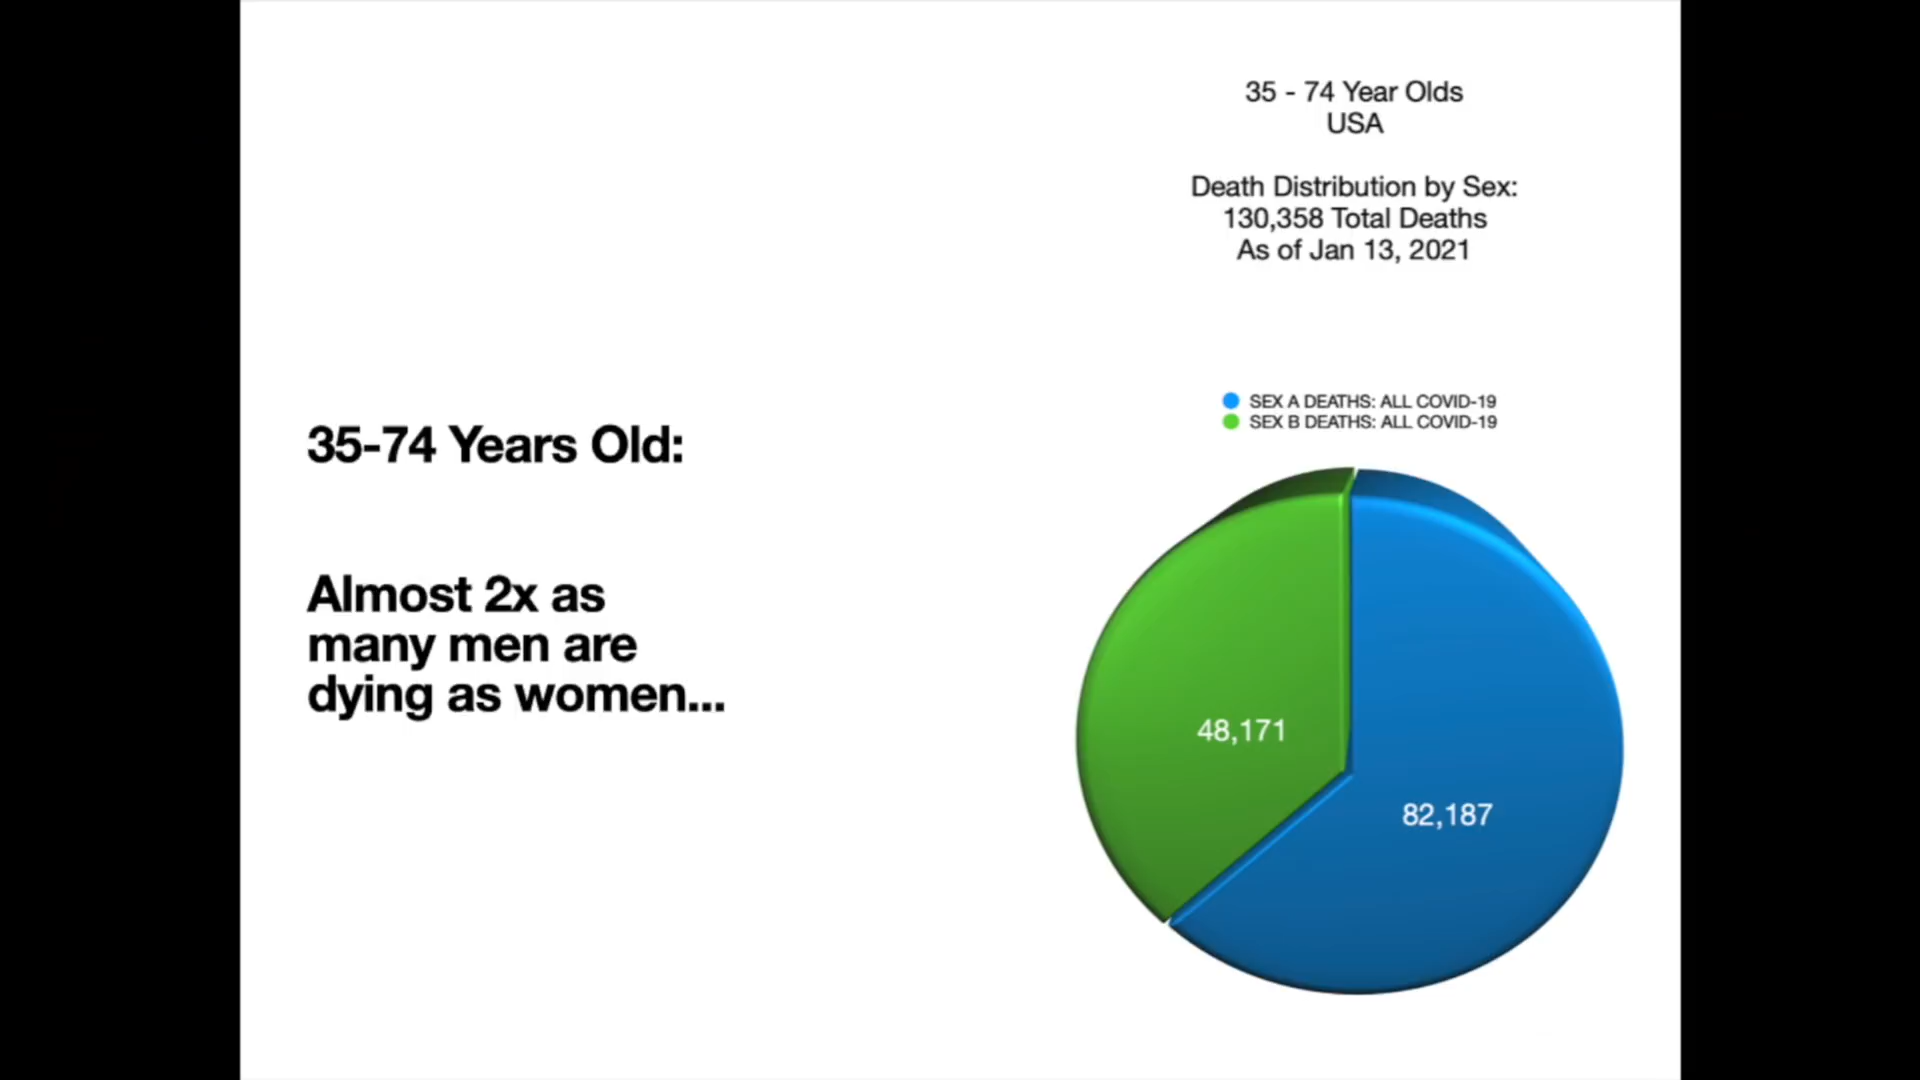 35 - 74 Year Olds
USA
Death Distribution by Sex:
130,358 Total Deaths
As of Jan 13, 2021
SEX A DEATHS: ALL COVID-19
SEX B DEATHS: ALL COVID-19
35-74 Years Old:
Almost 2x as
many men are
dying as women...
48,171
82,187